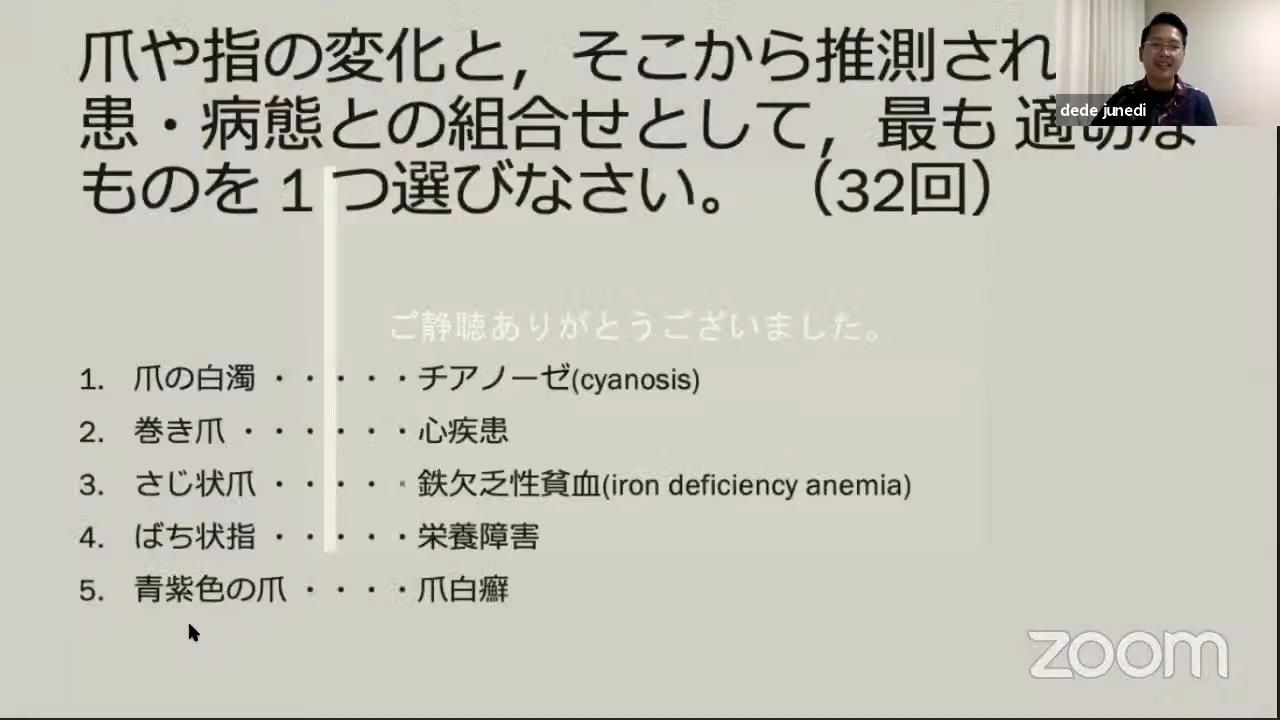 爪や指の変化と，そこから推測され
患・病態との組合せとして，最も 適切な
ものを１つ選びなさい。 （32回）
dede junedi
ご静聴ありがとうございました。
1. 爪の白濁 ・・・・・チアノーゼ(cyanosis)
2. 巻き爪 ・・・・・・心疾患
3. さじ状爪 ・・・・・鉄欠乏性貧血(iron deficiency anemia)
4. ばち状指 ・・・・・栄養障害
5. 青紫色の爪 ・・・・爪白癬
zoom